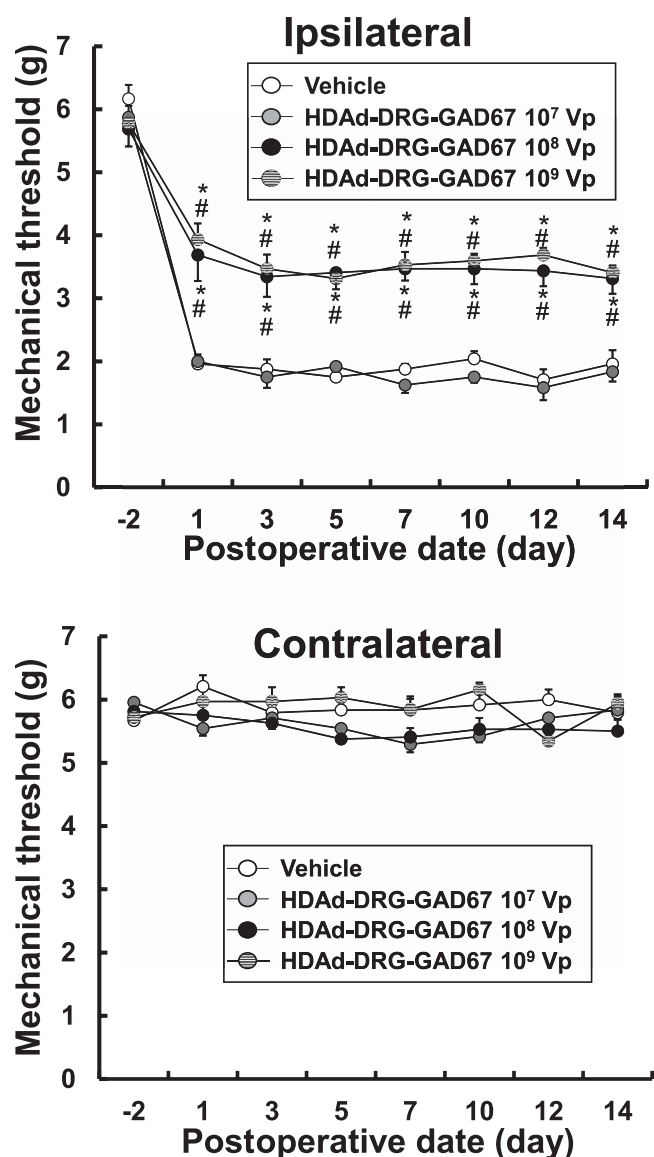 Ipsilateral
Mechanical threshold (g)
7
6
5
4
3
2
1
0
Vehicle
HDAd-DRG-GAD67 10⁷ Vp
HDAd-DRG-GAD67 10⁸ Vp
HDAd-DRG-GAD67 10⁹ Vp
* * * * * * *
# # # # # # #
* * * * * * *
# # # # # # #
-2 1 3 5 7 10 12 14
Postoperative date (day)
Contralateral
Mechanical threshold (g)
7
6
5
4
3
2
1
0
Vehicle
HDAd-DRG-GAD67 10⁷ Vp
HDAd-DRG-GAD67 10⁸ Vp
HDAd-DRG-GAD67 10⁹ Vp
-2 1 3 5 7 10 12 14
Postoperative date (day)